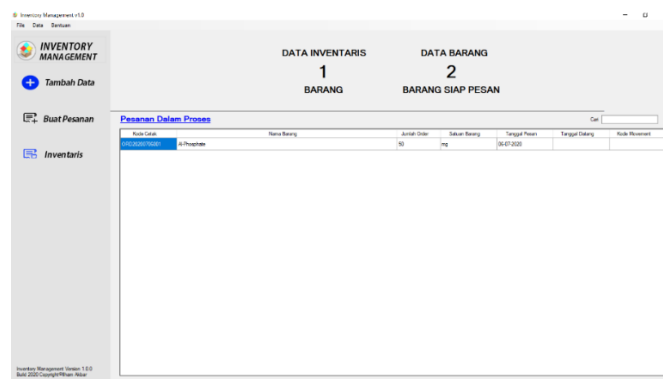 Inventory Management v1.0
File Data Bantuan
INVENTORY
MANAGEMENT
DATA INVENTARIS DATA BARANG
1 2
BARANG BARANG SIAP PESAN
Tambah Data
Buat Pesanan
Pesanan Dalam Proses
Cari
Kode Cetak Nama Barang Jumlah Order Satuan Barang Tanggal Pesan Tanggal Datang Kode Movement
Al-Phosphate 50 mg 06-07-2020
Inventaris
Inventory Management Version 1.0.0
Build 2020 Copyright